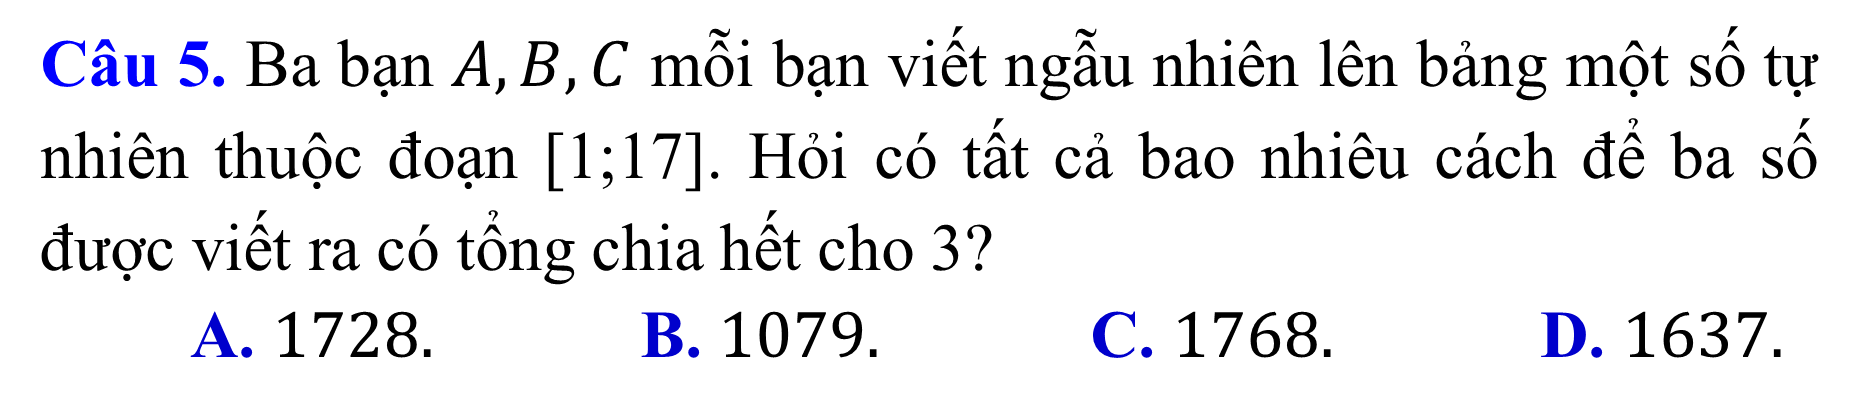 Câu 5. Ba bạn A, B, C mỗi bạn viết ngẫu nhiên lên bảng một số tự
nhiên thuộc đoạn [1;17]. Hỏi có tất cả bao nhiêu cách để ba số
được viết ra có tổng chia hết cho 3?
A. 1728. B. 1079. C. 1768. D. 1637.